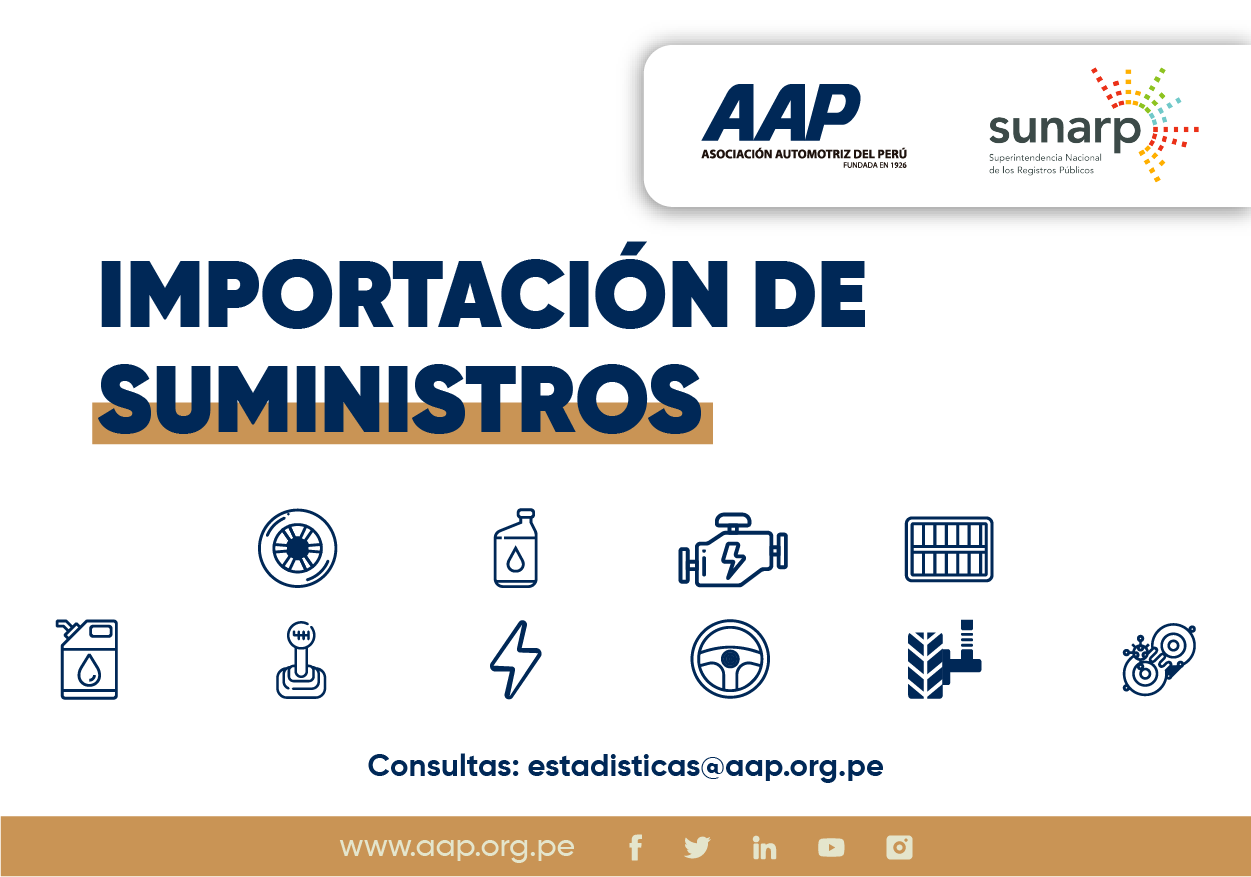 AAP
ASOCIACIÓN AUTOMOTRIZ DEL PERÚ
FUNDADA EN 1926
sunarp
Superintendencia Nacional
de los Registros Públicos
IMPORTACIÓN DE
SUMINISTROS
Consultas: estadisticas@aap.org.pe
www.aap.org.pe